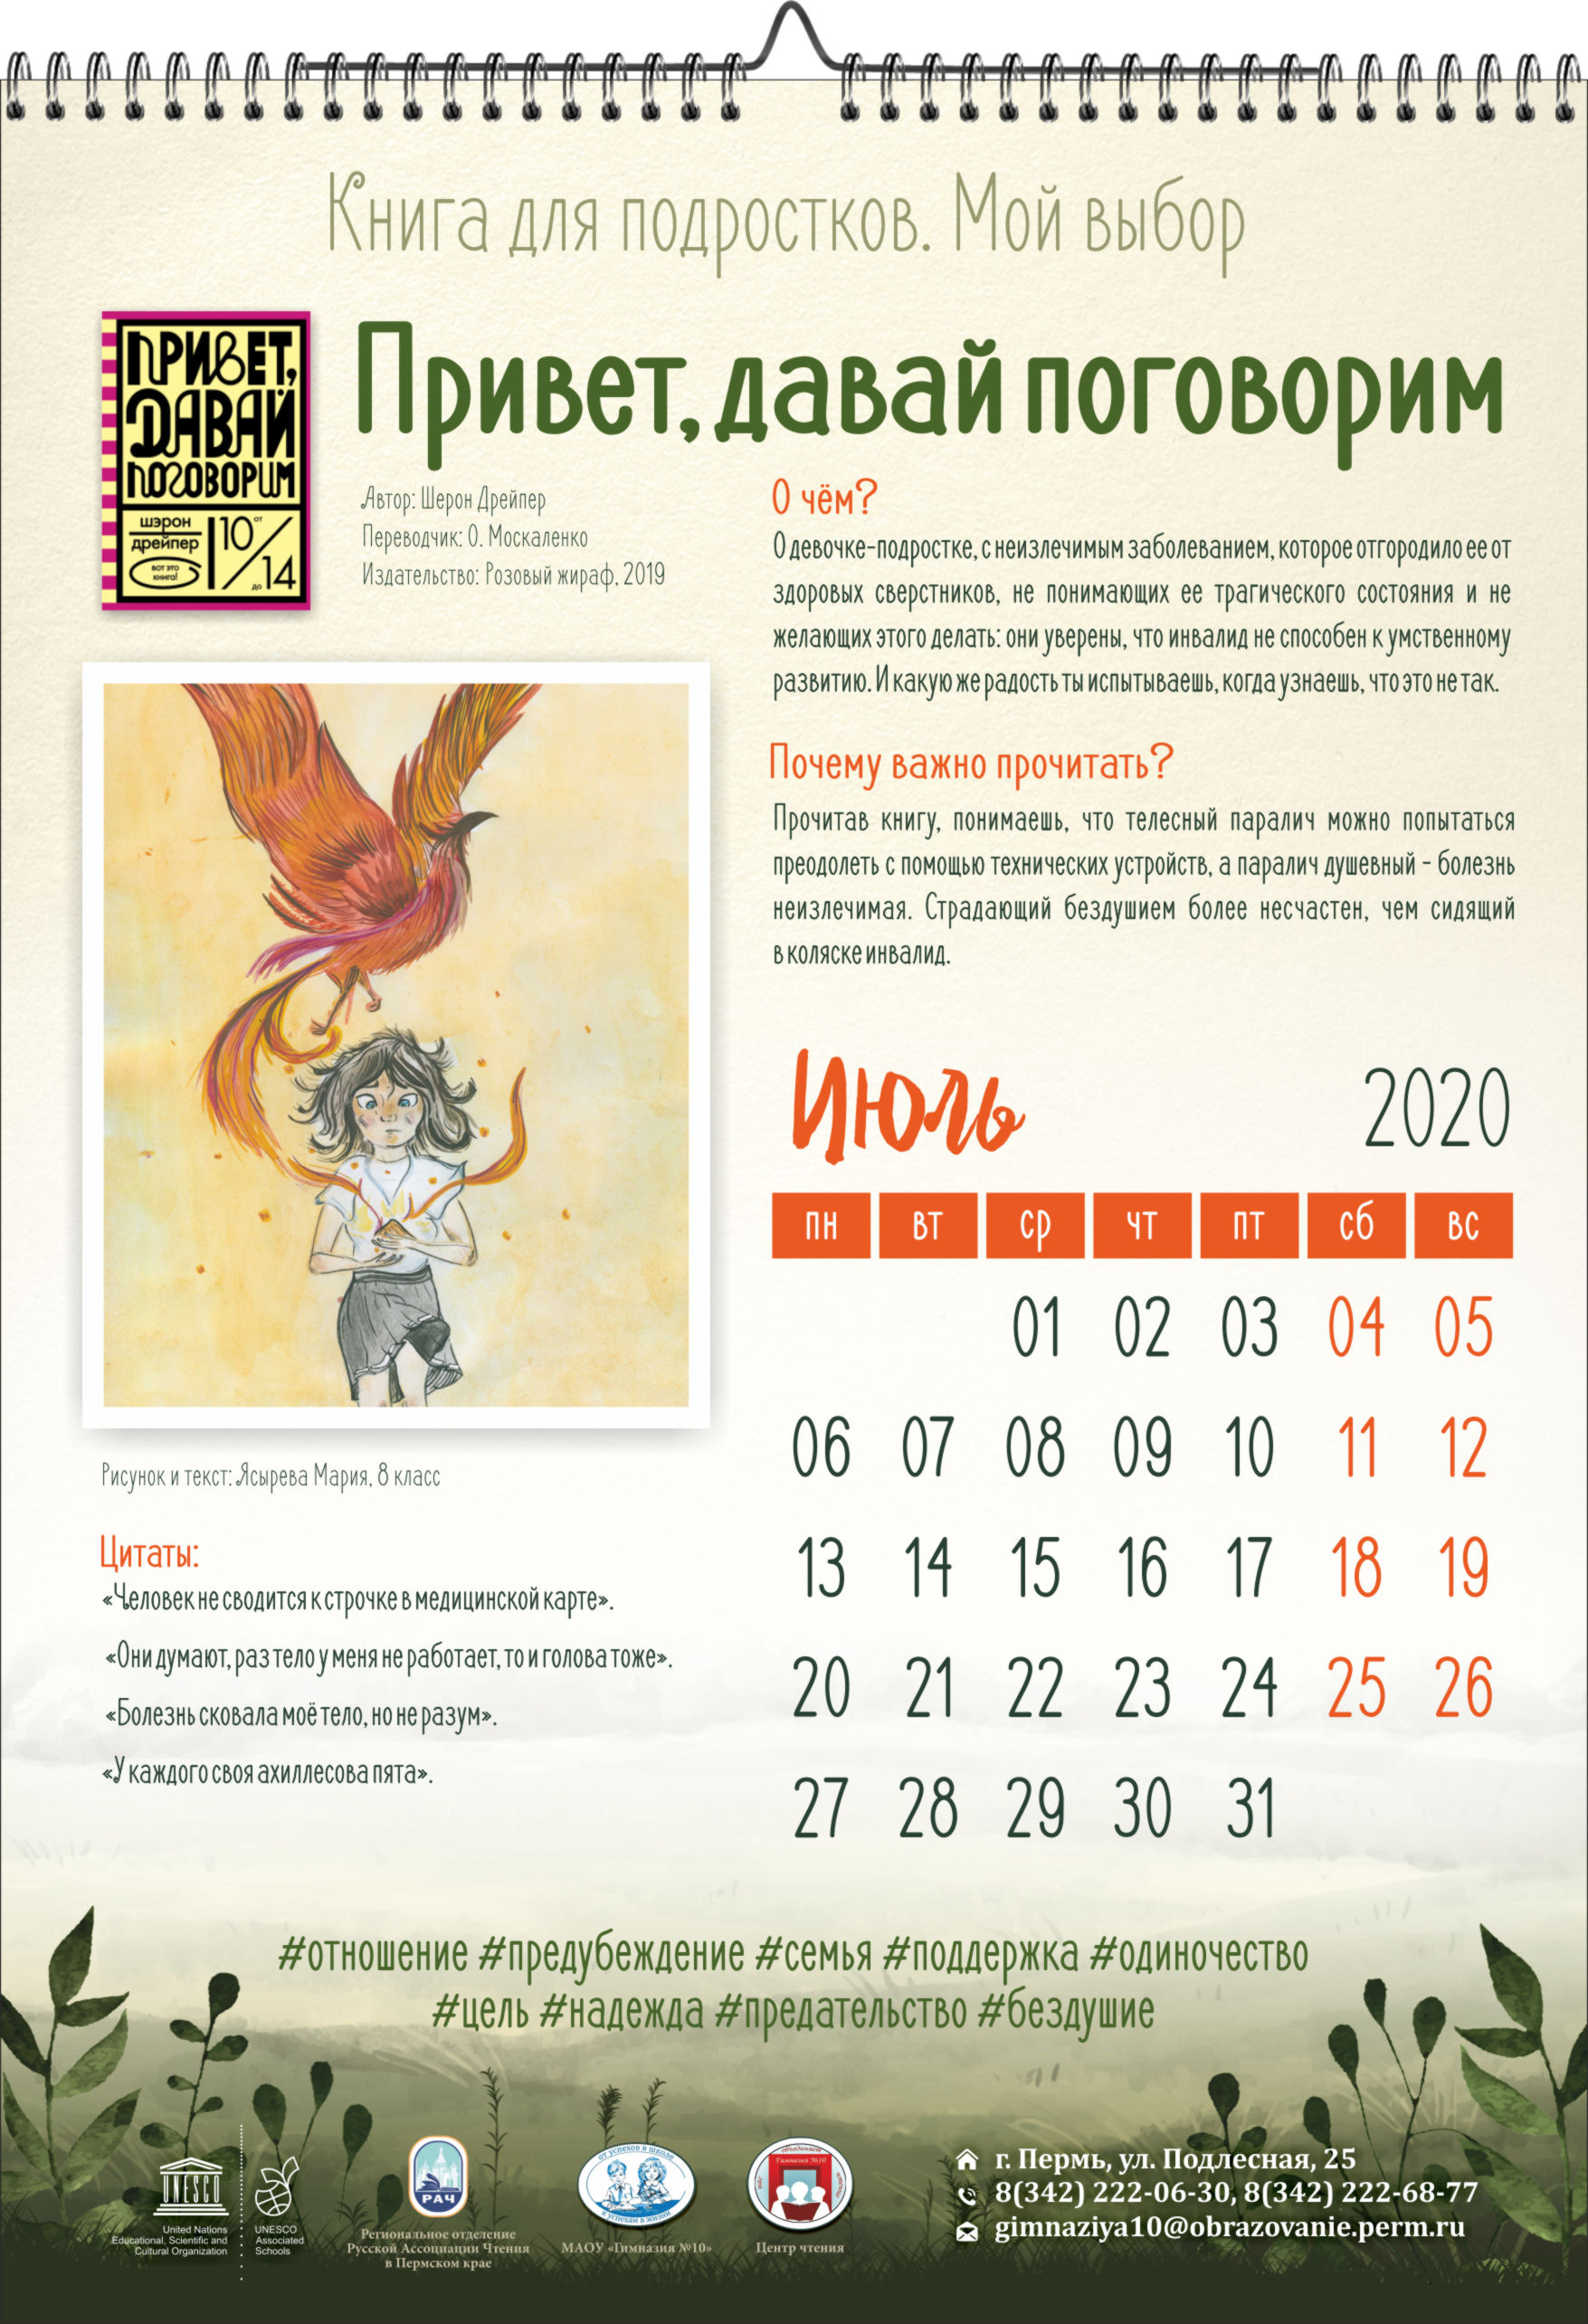 Книга для подростков. Мой выбор
ПРИВЕТ,
ДАВАЙ
ПОГОВОРИМ
шэрон
дрейпер
вот это
книга!
от 10
до 14
Привет, давай поговорим
Автор: Шерон Дрейпер
Переводчик: О. Москаленко
Издательство: Розовый жираф, 2019
О чём?
О девочке-подростке, с неизлечимым заболеванием, которое отгородило ее от
здоровых сверстников, не понимающих ее трагического состояния и не
желающих этого делать: они уверены, что инвалид не способен к умственному
развитию. И какую же радость ты испытываешь, когда узнаешь, что это не так.
Почему важно прочитать?
Прочитав книгу, понимаешь, что телесный паралич можно попытаться
преодолеть с помощью технических устройств, а паралич душевный - болезнь
неизлечимая. Страдающий бездушием более несчастен, чем сидящий
в коляске инвалид.
Рисунок и текст: Ясырева Мария, 8 класс
Цитаты:
«Человек не сводится к строчке в медицинской карте».
«Они думают, раз тело у меня не работает, то и голова тоже».
«Болезнь сковала моё тело, но не разум».
«У каждого своя ахиллесова пята».
Июль 2020
пн вт ср чт пт сб вс
01 02 03 04 05
06 07 08 09 10 11 12
13 14 15 16 17 18 19
20 21 22 23 24 25 26
27 28 29 30 31
#отношение #предубеждение #семья #поддержка #одиночество
#цель #надежда #предательство #бездушие
UNESCO
United Nations
Educational, Scientific and
Cultural Organization
UNESCO
Associated
Schools
РАЧ
Региональное отделение
Русской Ассоциации Чтения
в Пермском крае
от успехов в школе
к успехам в жизни
МАОУ «Гимназия №10»
Гимназия №10
нас объединяет
Центр чтения
г. Пермь, ул. Подлесная, 25
8(342) 222-06-30, 8(342) 222-68-77
gimnaziya10@obrazovanie.perm.ru